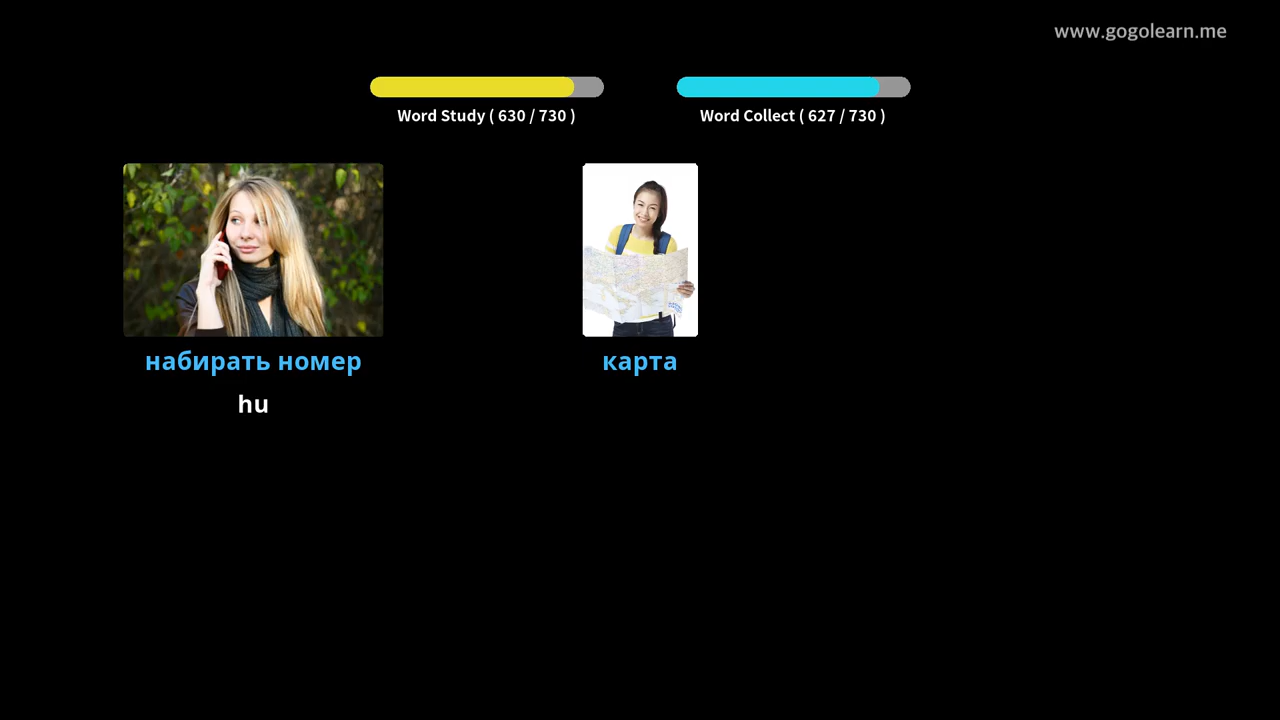 www.gogolearn.me
Word Study ( 630 / 730 )
Word Collect ( 627 / 730 )
набирать номер
hu
карта